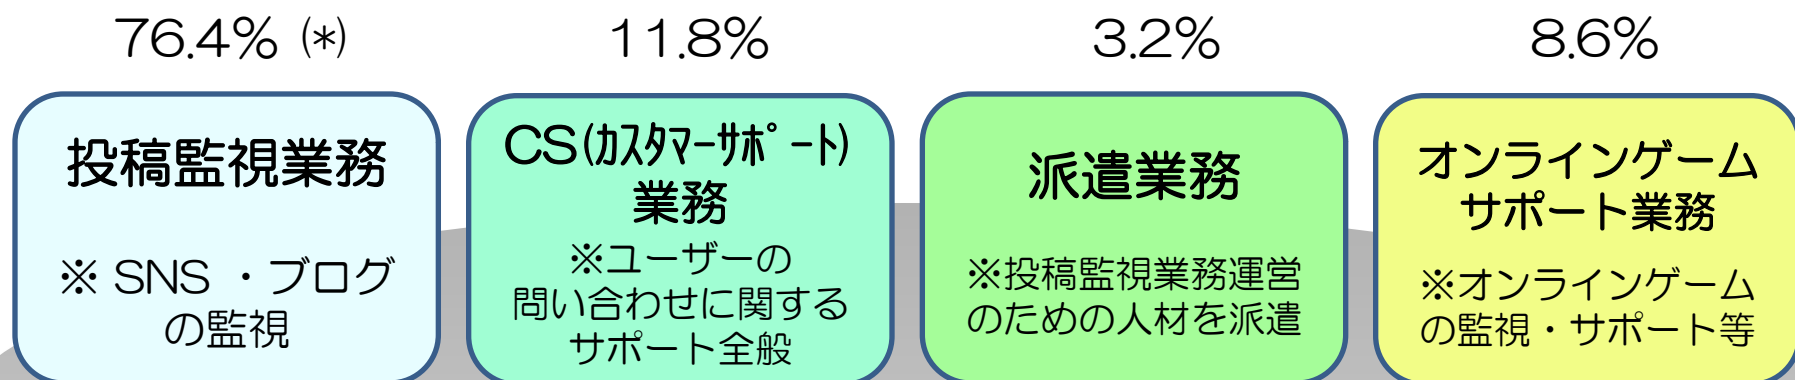 76.4% (*)
11.8%
3.2%
8.6%
投稿監視業務
※ SNS ・ブログ
の監視
CS(ｶｽﾀﾏｰｻﾎﾟｰﾄ)
業務
※ユーザーの
問い合わせに関する
サポート全般
派遣業務
※投稿監視業務運営
のための人材を派遣
オンラインゲーム
サポート業務
※オンラインゲーム
の監視・サポート等